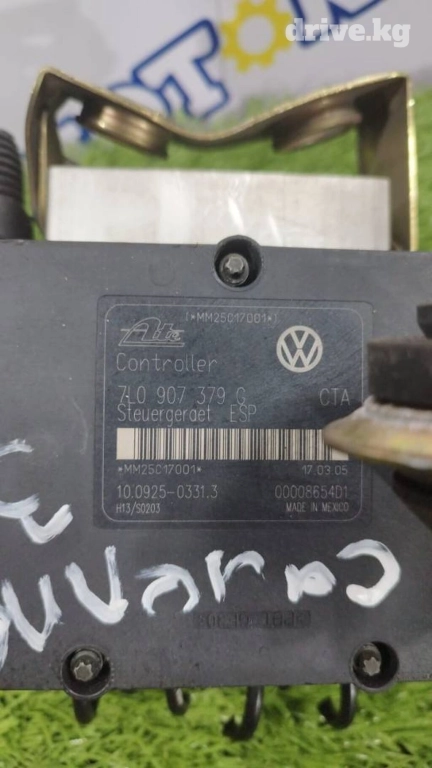 drive.kg
(*MM25C17001*)
Ate
Controller
7L0 907 379 G CTA
Steuergeraet ESP
*MM25C17001* 17.03.05
10.0925-0331.3 00008654D1
H13/S0203 MADE IN MEXICO